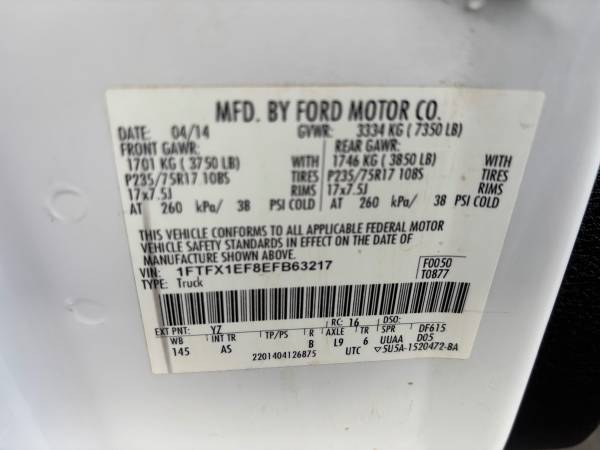 MFD. BY FORD MOTOR CO.
DATE: 04/14 GVWR: 3334 KG ( 7350 LB)
FRONT GAWR: REAR GAWR:
1701 KG ( 3750 LB) WITH 1746 KG ( 3850 LB) WITH
P235/75R17 108S TIRES P235/75R17 108S TIRES
17x7.5J RIMS 17x7.5J RIMS
AT 260 kPa/ 38 PSI COLD AT 260 kPa/ 38 PSI COLD
THIS VEHICLE CONFORMS TO ALL APPLICABLE FEDERAL MOTOR
VEHICLE SAFETY STANDARDS IN EFFECT ON THE DATE OF
MANUFACTURE SHOWN ABOVE.
VIN: 1FTFX1EF8EFB63217 F0050
TYPE: Truck T0877
EXT PNT: YZ RC: 16 DSO: DF615
WB INT TR TP/PS R AXLE TR SPR D05
145 AS B L9 6 UUAA
2201404126875 UTC ▽5U5A-1520472-BA